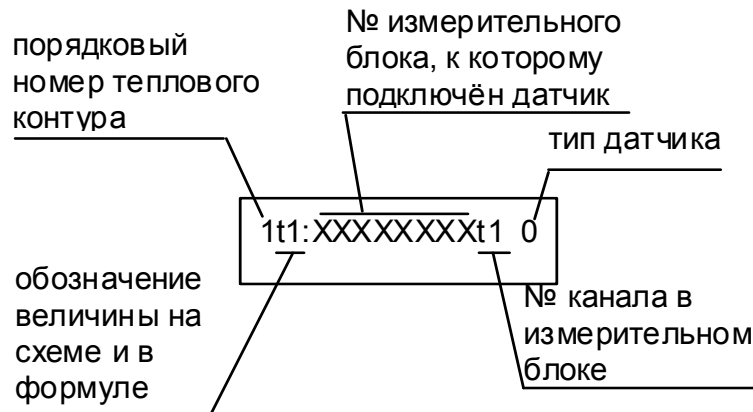 порядковый
номер теплового
контура
№ измерительного
блока, к которому
подключён датчик
тип датчика
1t1:XXXXXXXXt1 0
обозначение
величины на
схеме и в
формуле
№ канала в
измерительном
блоке